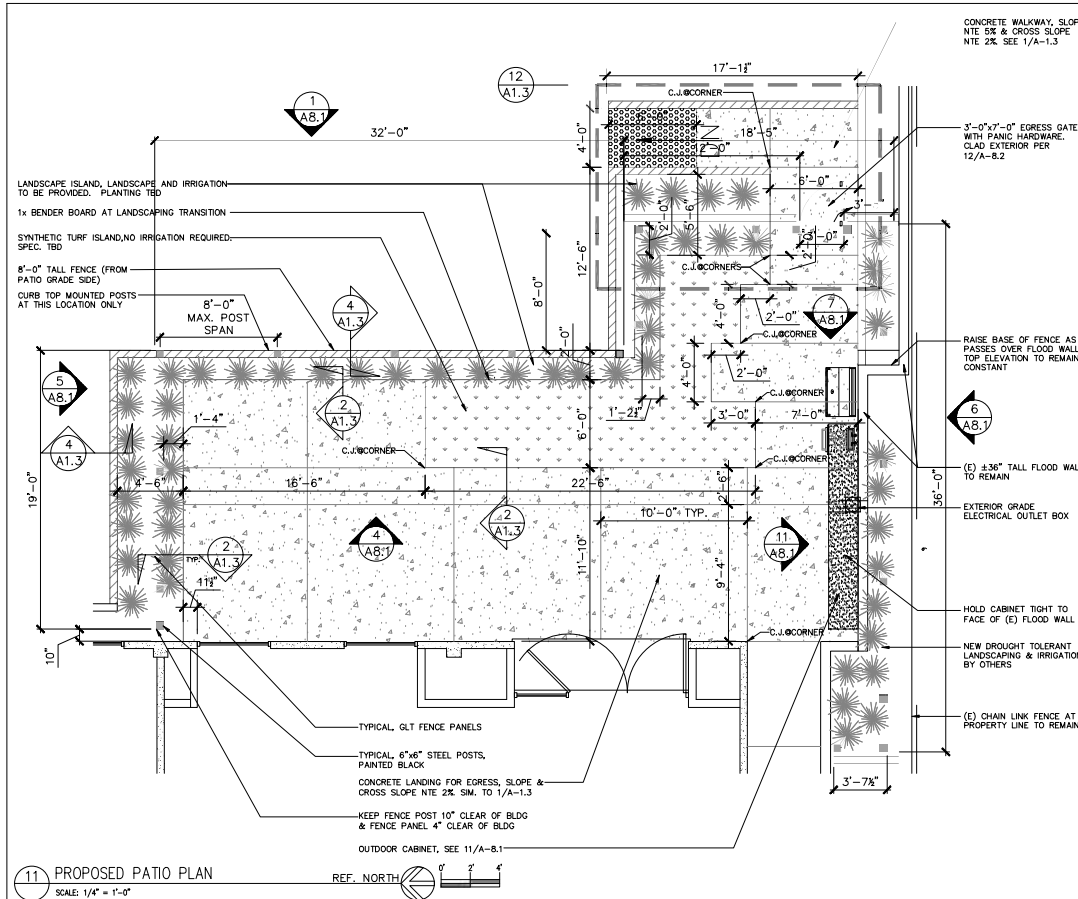 CONCRETE WALKWAY, SLOP
NTE 5% & CROSS SLOPE
NTE 2%. SEE 1/A-1.3
17'-1½"
12
A1.3
C.J.@CORNER
1
A8.1
32'-0"
4'-0"
18'-5"
3'-0"x7'-0" EGRESS GATE
WITH PANIC HARDWARE.
CLAD EXTERIOR PER
12/A-8.2
LANDSCAPE ISLAND, LANDSCAPE AND IRRIGATION
TO BE PROVIDED. PLANTING TBD
6'-0"
1x BENDER BOARD AT LANDSCAPING TRANSITION
2'-0"
5'-6"
SYNTHETIC TURF ISLAND,NO IRRIGATION REQUIRED.
SPEC. TBD
12'-6"
2'-0"
C.J.@CORNERS
8'-0" TALL FENCE (FROM
PATIO GRADE SIDE)
8'-0"
CURB TOP MOUNTED POSTS
AT THIS LOCATION ONLY
8'-0"
MAX. POST
SPAN
4
A1.3
4'-0"
2'-0"
7
A8.1
C.J.@CORNER
2'-0"
RAISE BASE OF FENCE AS
PASSES OVER FLOOD WALL
TOP ELEVATION TO REMAIN
CONSTANT
5
A8.1
4'-0"
2'-0"
C.J.@CORNER
2
A1.3
1'-2½"
3'-0"
7'-0"
6
A8.1
1'-4"
4
A1.3
6'-0"
C.J.@CORNER
C.J.@CORNER
(E) ±36" TALL FLOOD WAL
TO REMAIN
19'-0"
4'-6"
16'-6"
22'-6"
2'-6"
36'-0"
10'-0" TYP.
EXTERIOR GRADE
ELECTRICAL OUTLET BOX
2
A1.3
4
A8.1
11
A8.1
TYP.
2
A1.3
11'-10"
9'-4"
11½"
HOLD CABINET TIGHT TO
FACE OF (E) FLOOD WALL
C.J.@CORNER
10"
NEW DROUGHT TOLERANT
LANDSCAPING & IRRIGATION
BY OTHERS
TYPICAL, GLT FENCE PANELS
(E) CHAIN LINK FENCE AT
PROPERTY LINE TO REMAIN
TYPICAL, 6"x6" STEEL POSTS,
PAINTED BLACK
CONCRETE LANDING FOR EGRESS, SLOPE &
CROSS SLOPE NTE 2%. SIM. TO 1/A-1.3
3'-7½"
KEEP FENCE POST 10" CLEAR OF BLDG
& FENCE PANEL 4" CLEAR OF BLDG
OUTDOOR CABINET, SEE 11/A-8.1
11
PROPOSED PATIO PLAN
SCALE: 1/4" = 1'-0"
REF. NORTH
0' 2' 4'